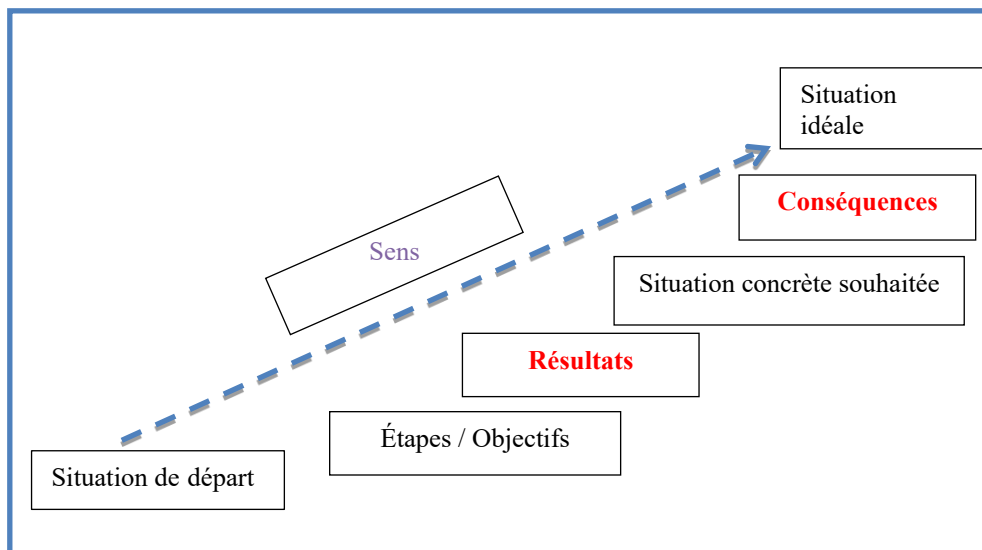 Situation
idéale
Conséquences
Sens
Situation concrète souhaitée
Résultats
Étapes / Objectifs
Situation de départ